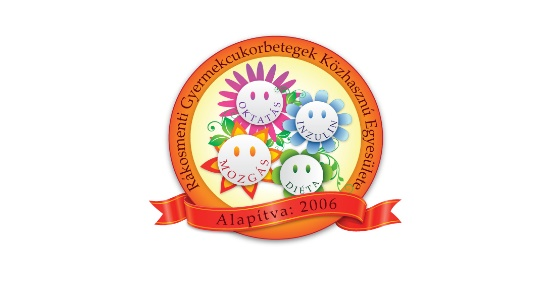 Rákosmenti Gyermekcukorbetegek Közhasznú Egyesülete
OKTATÁS
INZULIN
MOZGÁS
DIÉTA
Alapítva: 2006